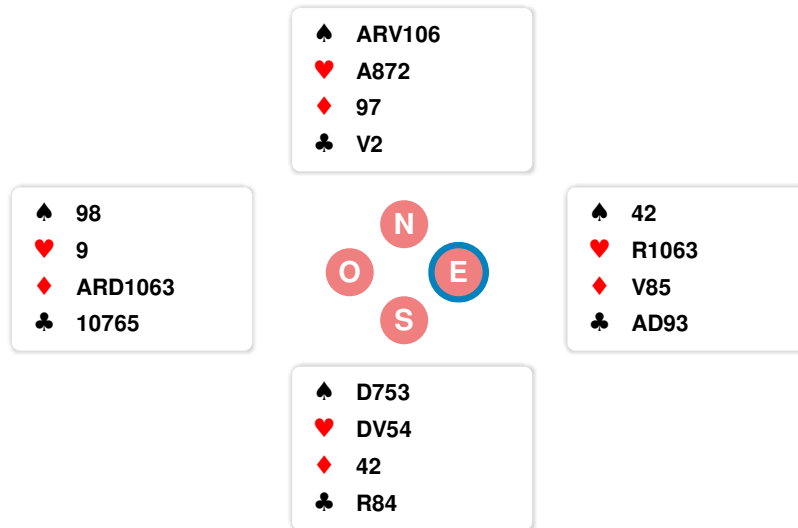 ♠ ARV106
♥ A872
♦ 97
♣ V2
♠ 98
♥ 9
♦ ARD1063
♣ 10765
N
O
E
S
♠ 42
♥ R1063
♦ V85
♣ AD93
♠ D753
♥ DV54
♦ 42
♣ R84